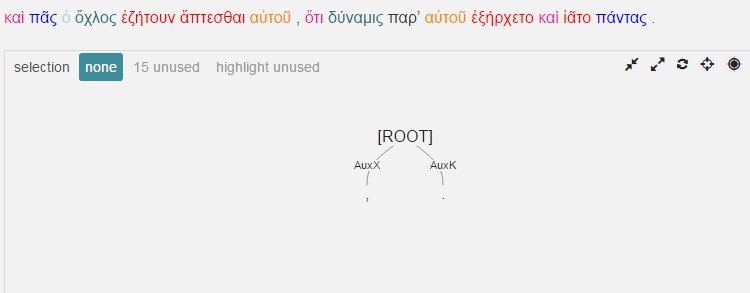 καὶ πᾶς ὁ ὄχλος ἐζήτουν ἅπτεσθαι αὐτοῦ , ὅτι δύναμις παρ’ αὐτοῦ ἐξήρχετο καὶ ἰᾶτο πάντας .
selection none 15 unused highlight unused
[ROOT]
AuxX AuxK
, .